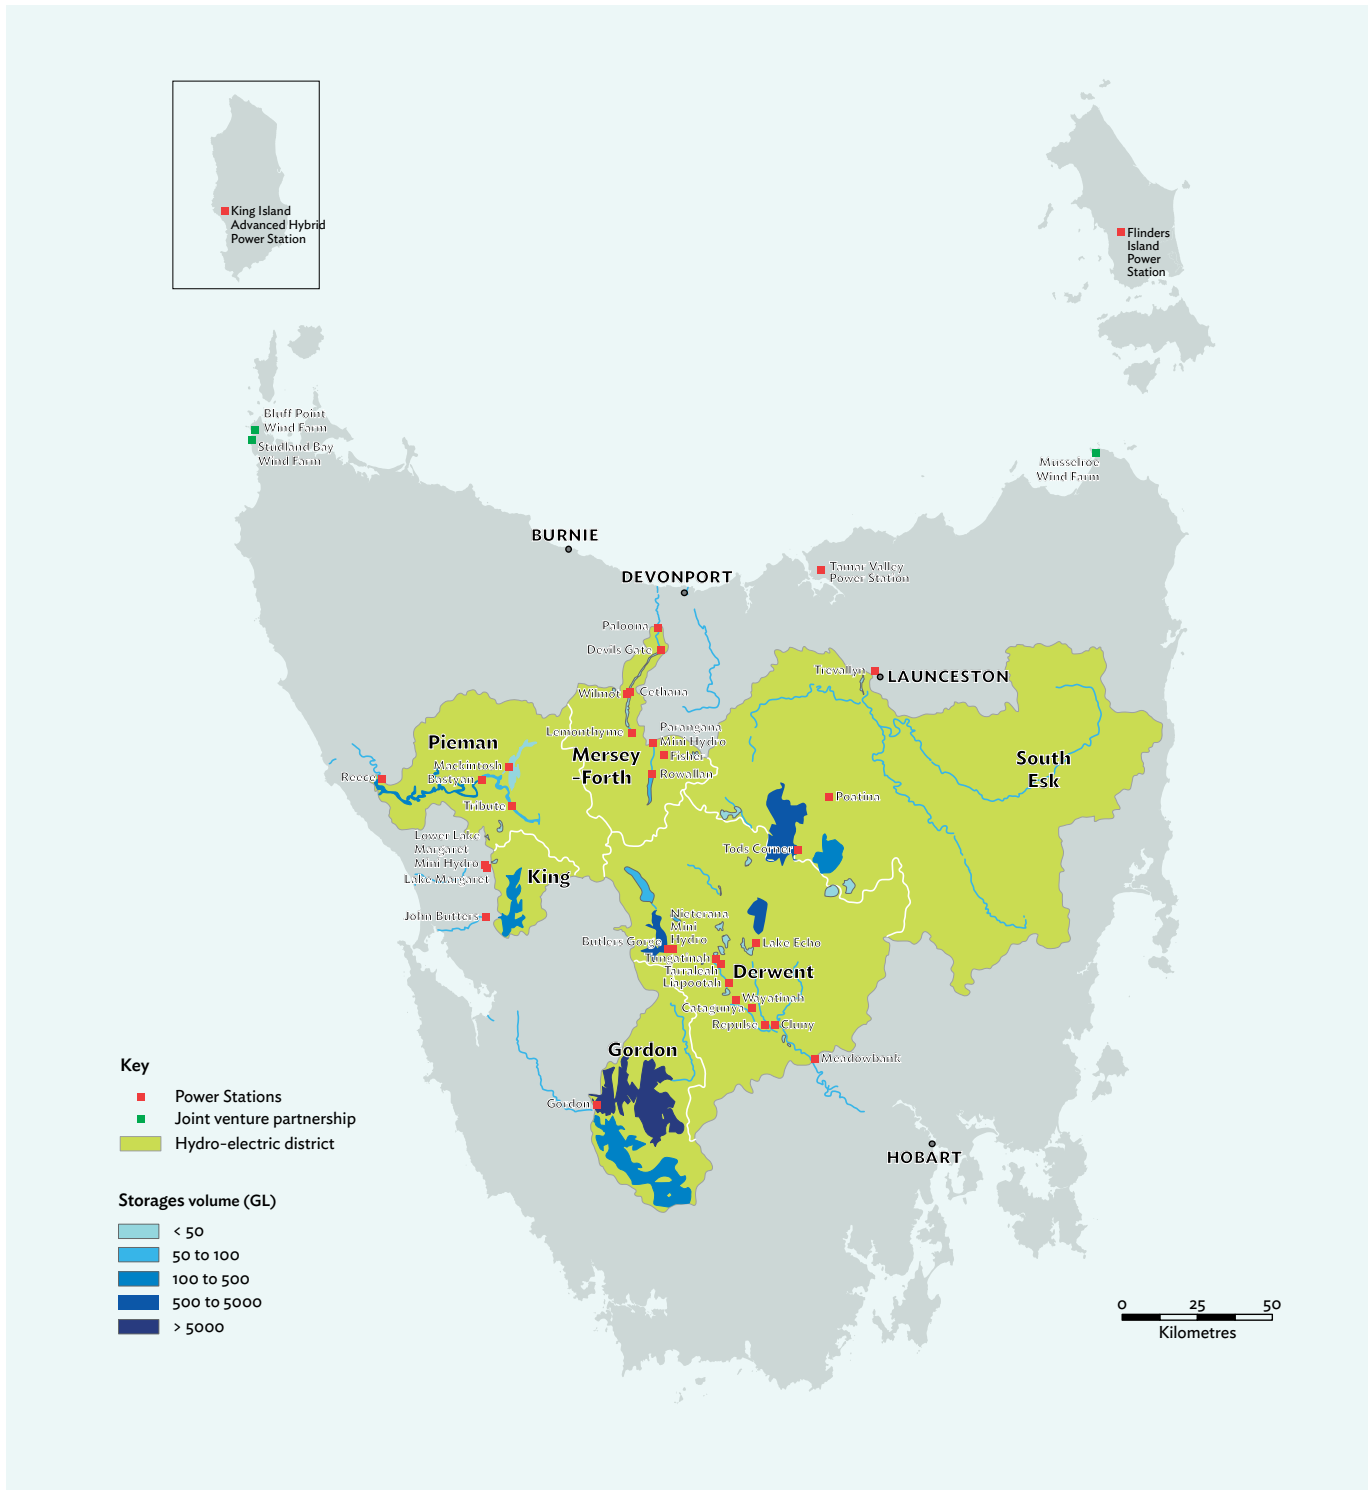 King Island
Advanced Hybrid
Power Station
Flinders
Island
Power
Station
Bluff Point
Wind Farm
Studland Bay
Wind Farm
Musselroe
Wind Farm
BURNIE
DEVONPORT
Tamar Valley
Power Station
Paloona
Devils Gate
Trevallyn
LAUNCESTON
Wilmot
Cethana
Lemonthyme
Parangana
Mini Hydro
Fisher
Rowallan
Pieman
Mersey
-Forth
South
Esk
Mackintosh
Bastyan
Reece
Tribute
Poatina
Lower Lake
Margaret
Mini Hydro
Lake Margaret
Tods Corner
King
John Butters
Nieterana
Mini
Hydro
Butlers Gorge
Lake Echo
Tungatinah
Tarraleah
Liapootah
Derwent
Wayatinah
Catagunya
Repulse
Cluny
Gordon
Meadowbank
Gordon
HOBART
Key
Power Stations
Joint venture partnership
Hydro-electric district
Storages volume (GL)
< 50
50 to 100
100 to 500
500 to 5000
> 5000
0 25 50
Kilometres